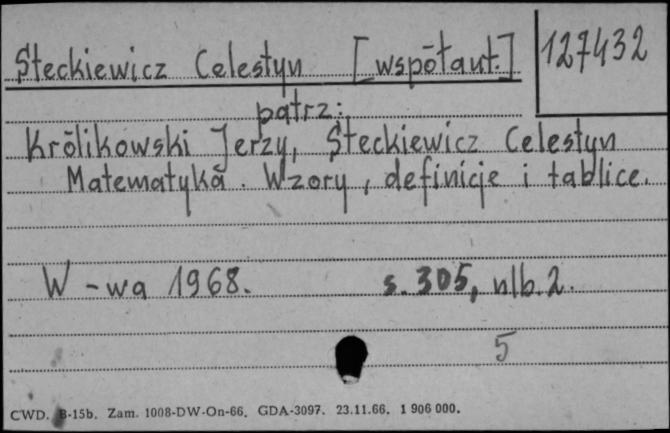 Steckiewicz Celestyn [współaut.]
127432
patrz:
Królikowski Jerzy, Steckiewicz Celestyn
Matematyka. Wzory, definicje i tablice.
W-wa 1968. s. 305, nlb. 2.
5
CWD. B-15b. Zam. 1008-DW-On-66. GDA-3097. 23.11.66. 1 906 000.